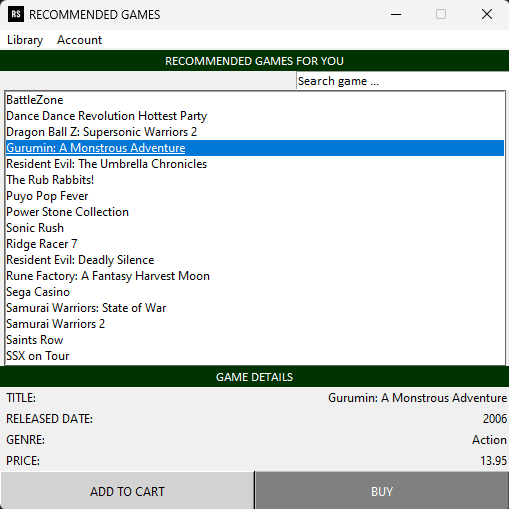 RS RECOMMENDED GAMES
Library Account
RECOMMENDED GAMES FOR YOU
Search game ...
BattleZone
Dance Dance Revolution Hottest Party
Dragon Ball Z: Supersonic Warriors 2
Gurumin: A Monstrous Adventure
Resident Evil: The Umbrella Chronicles
The Rub Rabbits!
Puyo Pop Fever
Power Stone Collection
Sonic Rush
Ridge Racer 7
Resident Evil: Deadly Silence
Rune Factory: A Fantasy Harvest Moon
Sega Casino
Samurai Warriors: State of War
Samurai Warriors 2
Saints Row
SSX on Tour
GAME DETAILS
TITLE: Gurumin: A Monstrous Adventure
RELEASED DATE: 2006
GENRE: Action
PRICE: 13.95
ADD TO CART BUY